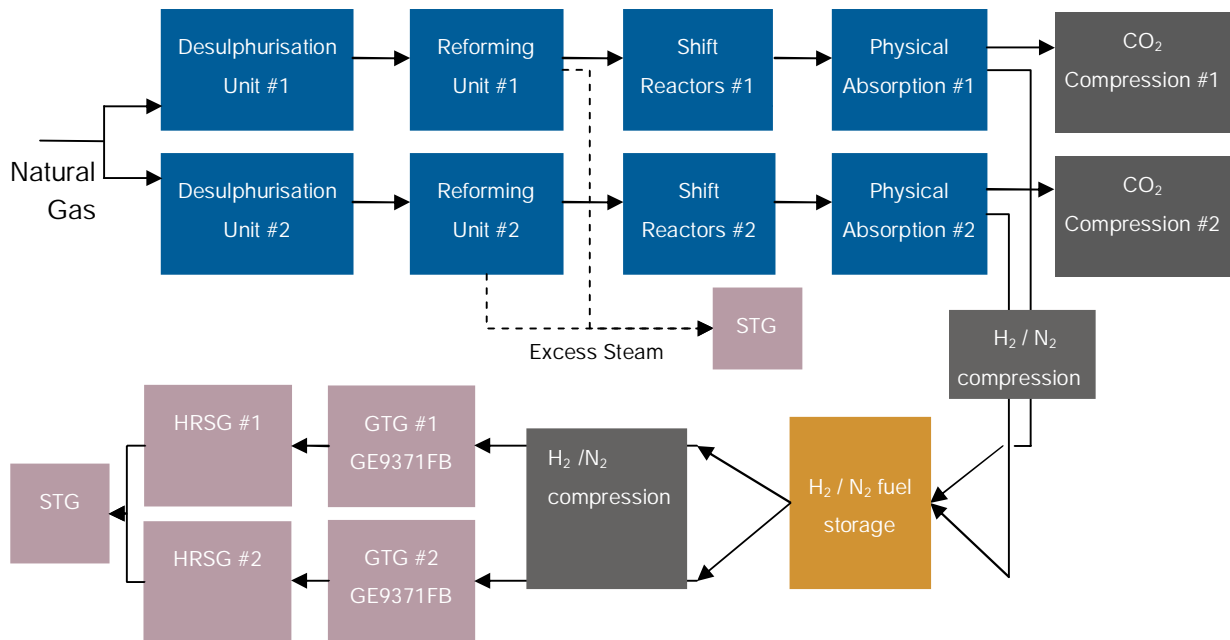 Desulphurisation
Unit #1
Reforming
Unit #1
Shift
Reactors #1
Physical
Absorption #1
CO₂
Compression #1
Natural
Gas
Desulphurisation
Unit #2
Reforming
Unit #2
Shift
Reactors #2
Physical
Absorption #2
CO₂
Compression #2
STG
Excess Steam
H₂ / N₂
compression
HRSG #1
GTG #1
GE9371FB
H₂ /N₂
compression
H₂ / N₂ fuel
storage
STG
HRSG #2
GTG #2
GE9371FB